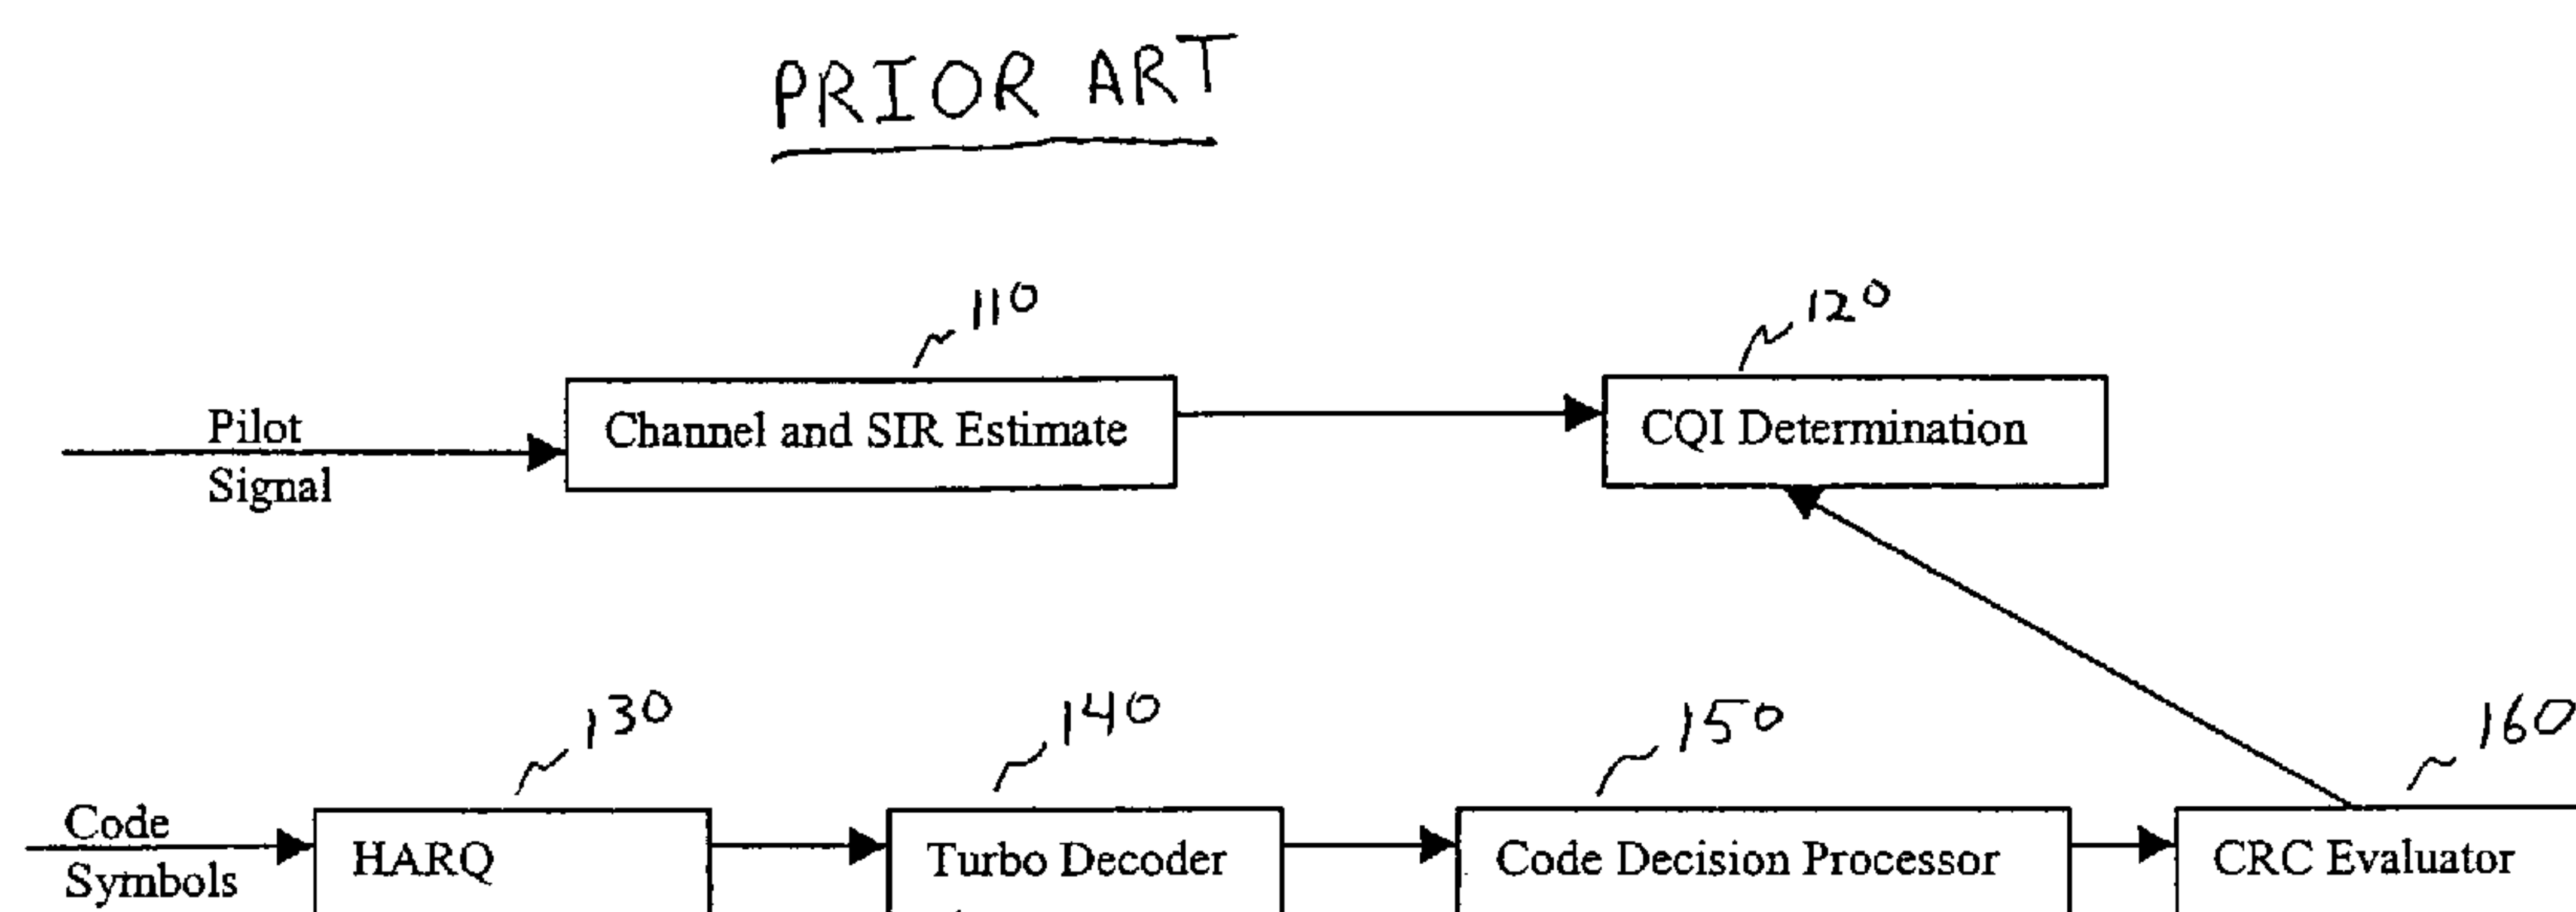 PRIOR ART
110
120
Pilot
Signal
Channel and SIR Estimate
CQI Determination
130
140
150
160
Code
Symbols
HARQ
Turbo Decoder
Code Decision Processor
CRC Evaluator